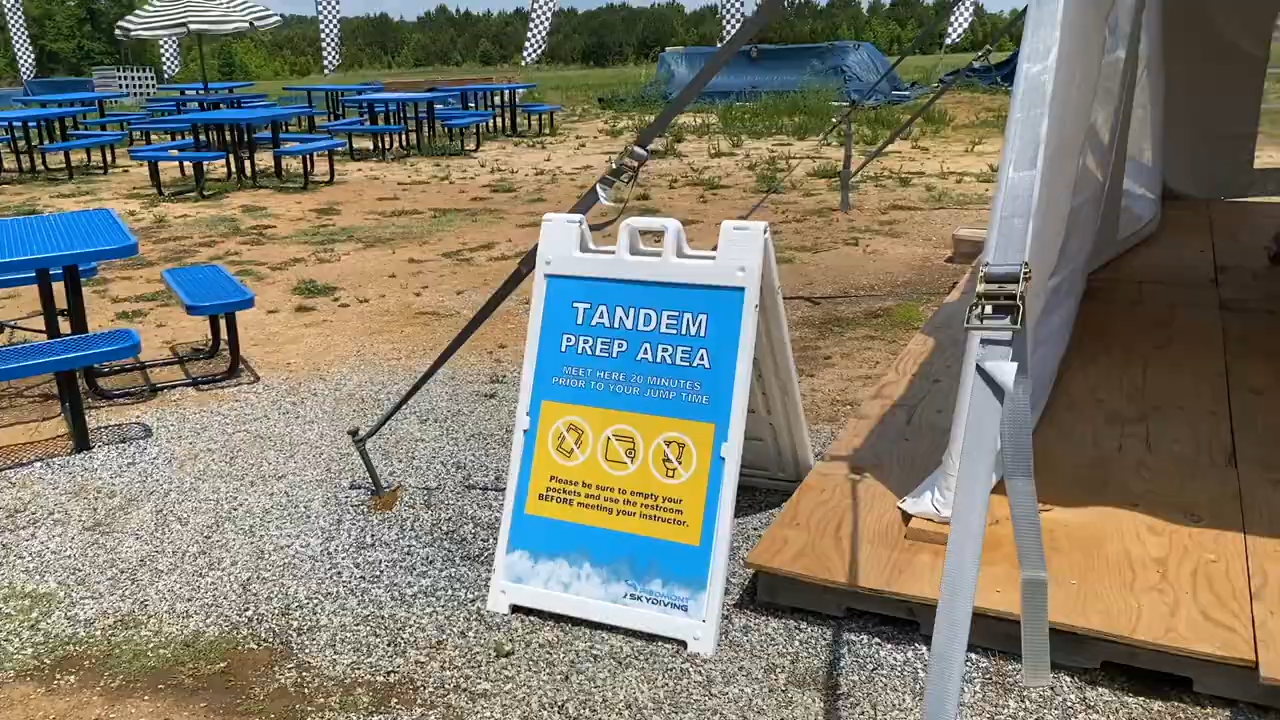 TANDEM
PREP AREA
MEET HERE 20 MINUTES
PRIOR TO YOUR JUMP TIME
Please be sure to empty your
pockets and use the restroom
BEFORE meeting your instructor.
PIEDMONT
SKYDIVING